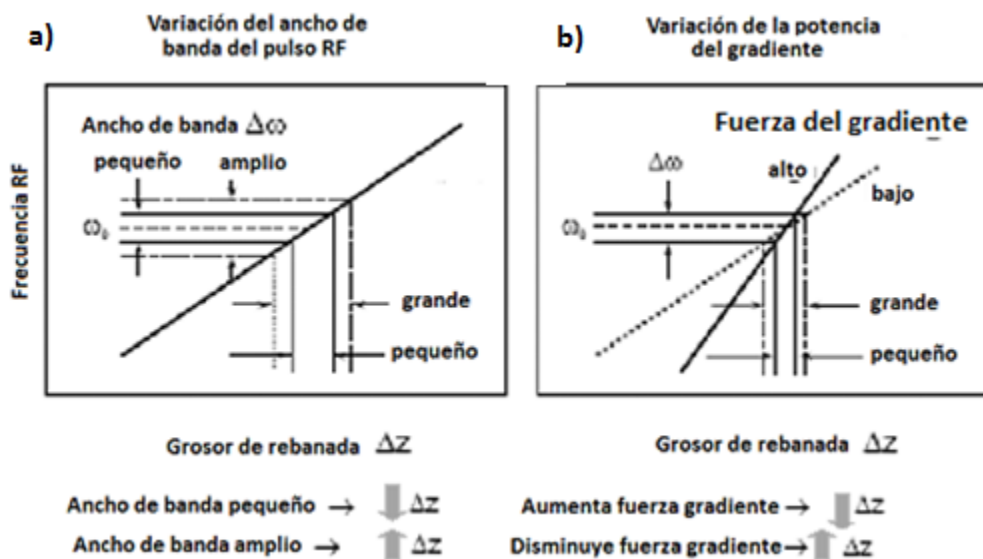 a)
Variación del ancho de
banda del pulso RF
Ancho de banda Δω
pequeño amplio
ω₀
grande
pequeño
Frecuencia RF
Grosor de rebanada Δz
Ancho de banda pequeño → Δz
Ancho de banda amplio → Δz
b)
Variación de la potencia
del gradiente
Fuerza del gradiente
Δω
alto
bajo
ω₀
grande
pequeño
Grosor de rebanada Δz
Aumenta fuerza gradiente → Δz
Disminuye fuerza gradiente → Δz